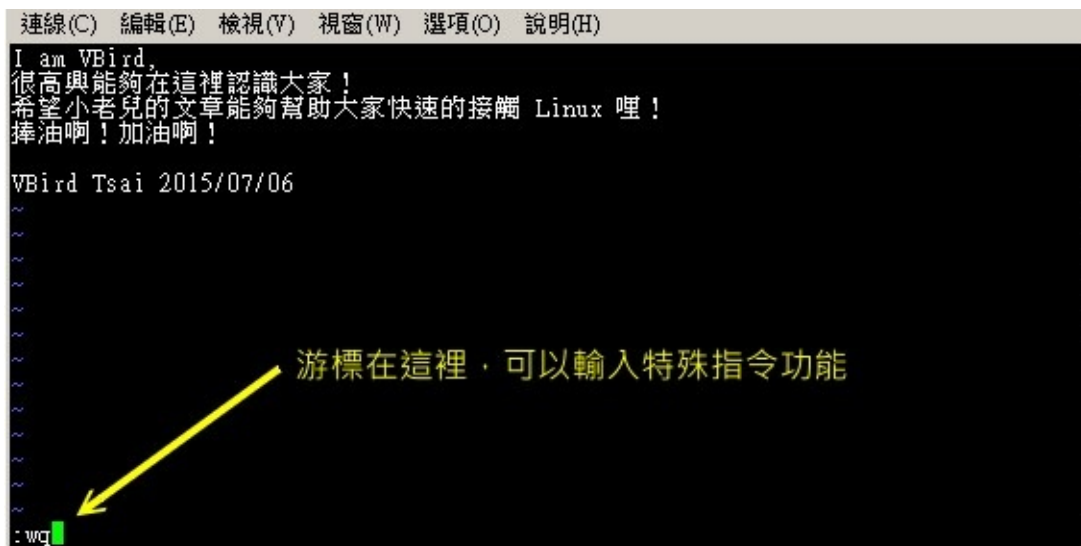 連線(C) 編輯(E) 檢視(V) 視窗(W) 選項(O) 說明(H)
I am VBird,
很高興能夠在這裡認識大家！
希望小老兒的文章能夠幫助大家快速的接觸 Linux 哩！
捧油啊！加油啊！
VBird Tsai 2015/07/06
~
~
~
~
~
~
~ 游標在這裡，可以輸入特殊指令功能
~
~
~
~
~
~
:wq